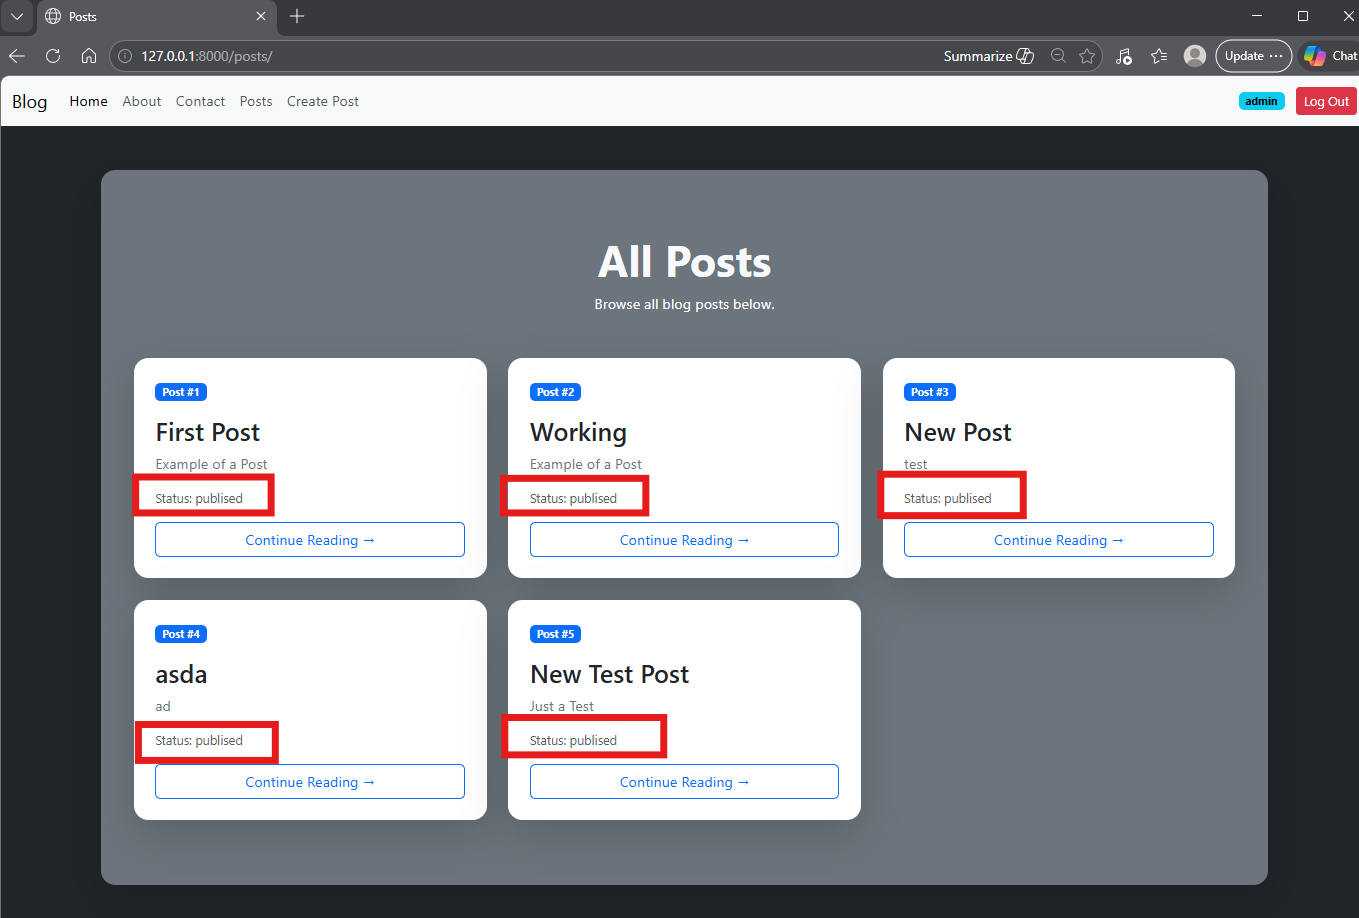 Posts
127.0.0.1:8000/posts/
Summarize
Update
Chat
Blog Home About Contact Posts Create Post admin Log Out
All Posts
Browse all blog posts below.
Post #1
First Post
Example of a Post
Status: publised
Continue Reading →
Post #2
Working
Example of a Post
Status: publised
Continue Reading →
Post #3
New Post
test
Status: publised
Continue Reading →
Post #4
asda
ad
Status: publised
Continue Reading →
Post #5
New Test Post
Just a Test
Status: publised
Continue Reading →